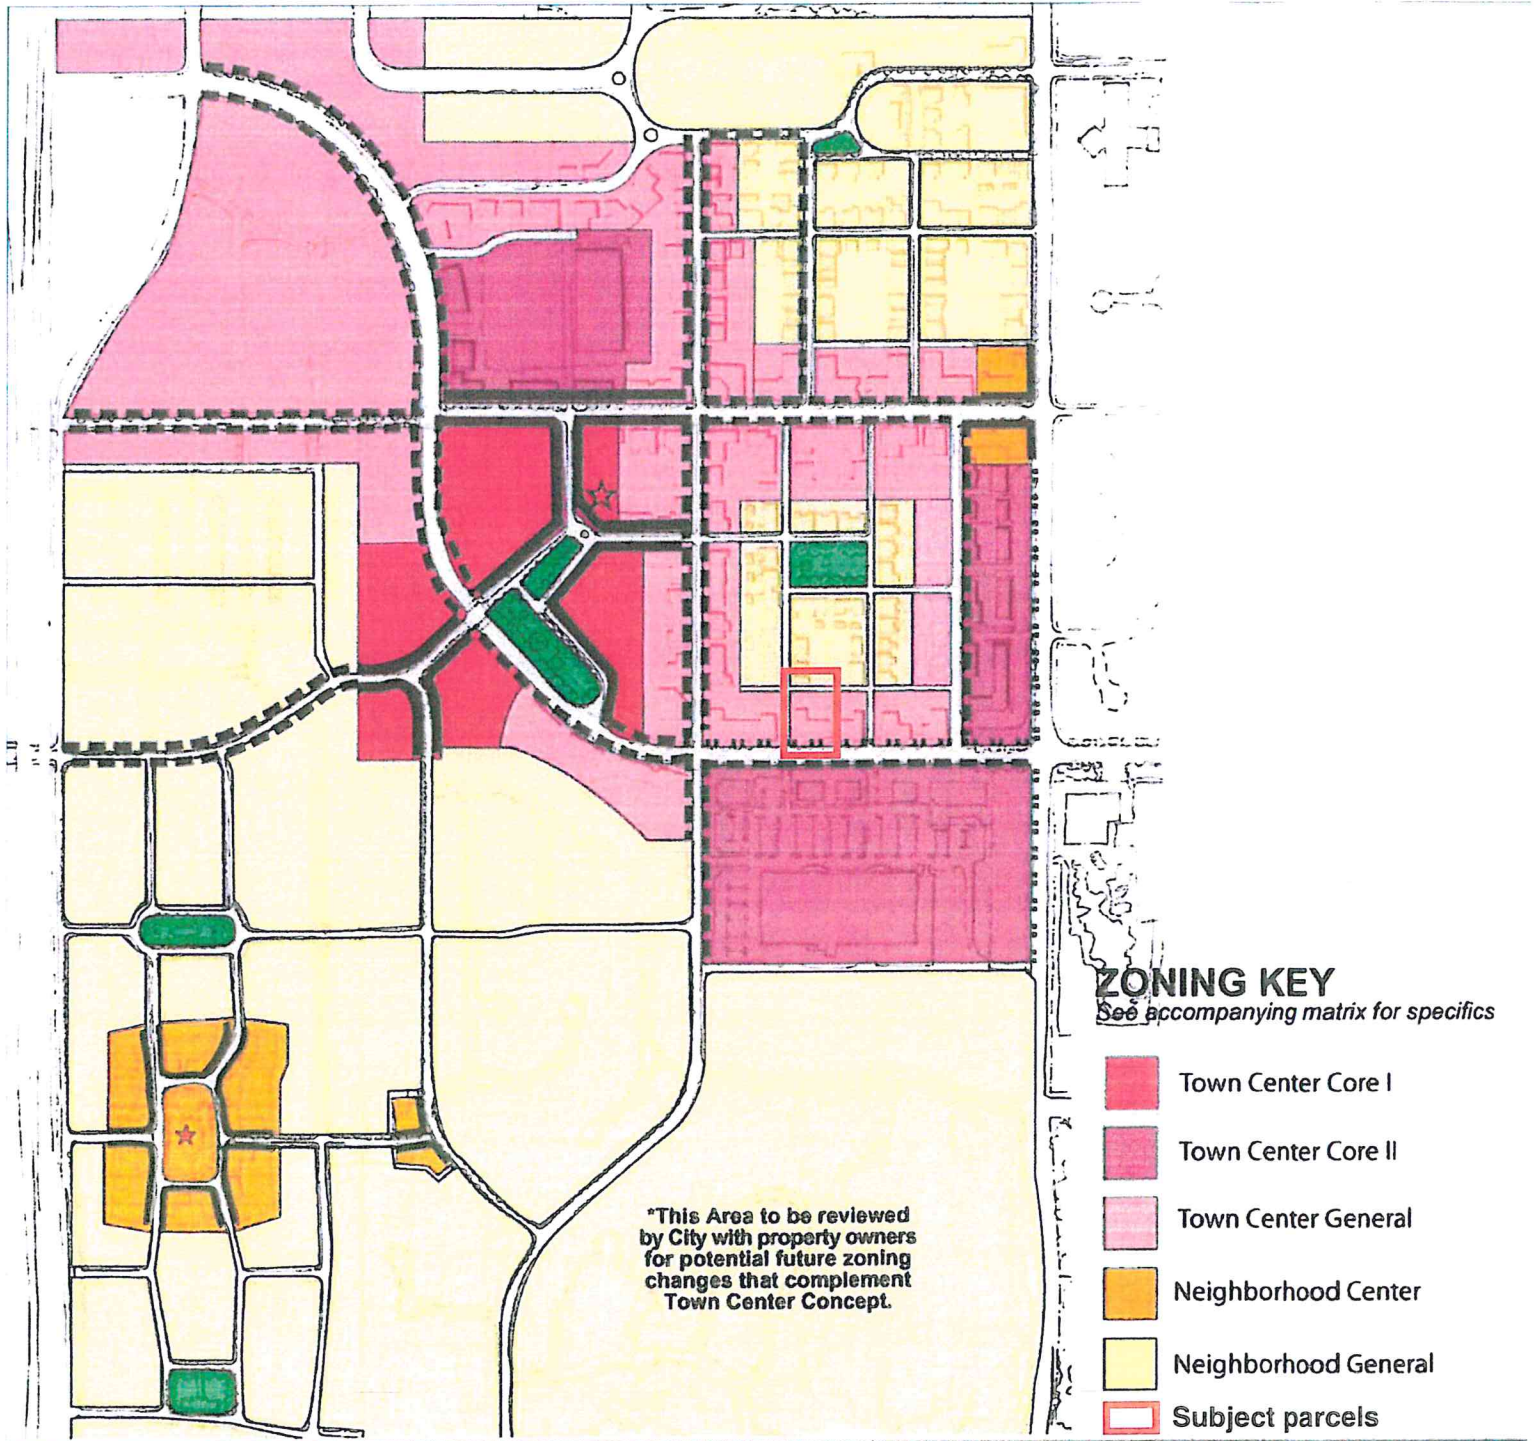 *This Area to be reviewed
by City with property owners
for potential future zoning
changes that complement
Town Center Concept.
ZONING KEY
See accompanying matrix for specifics
Town Center Core I
Town Center Core II
Town Center General
Neighborhood Center
Neighborhood General
Subject parcels